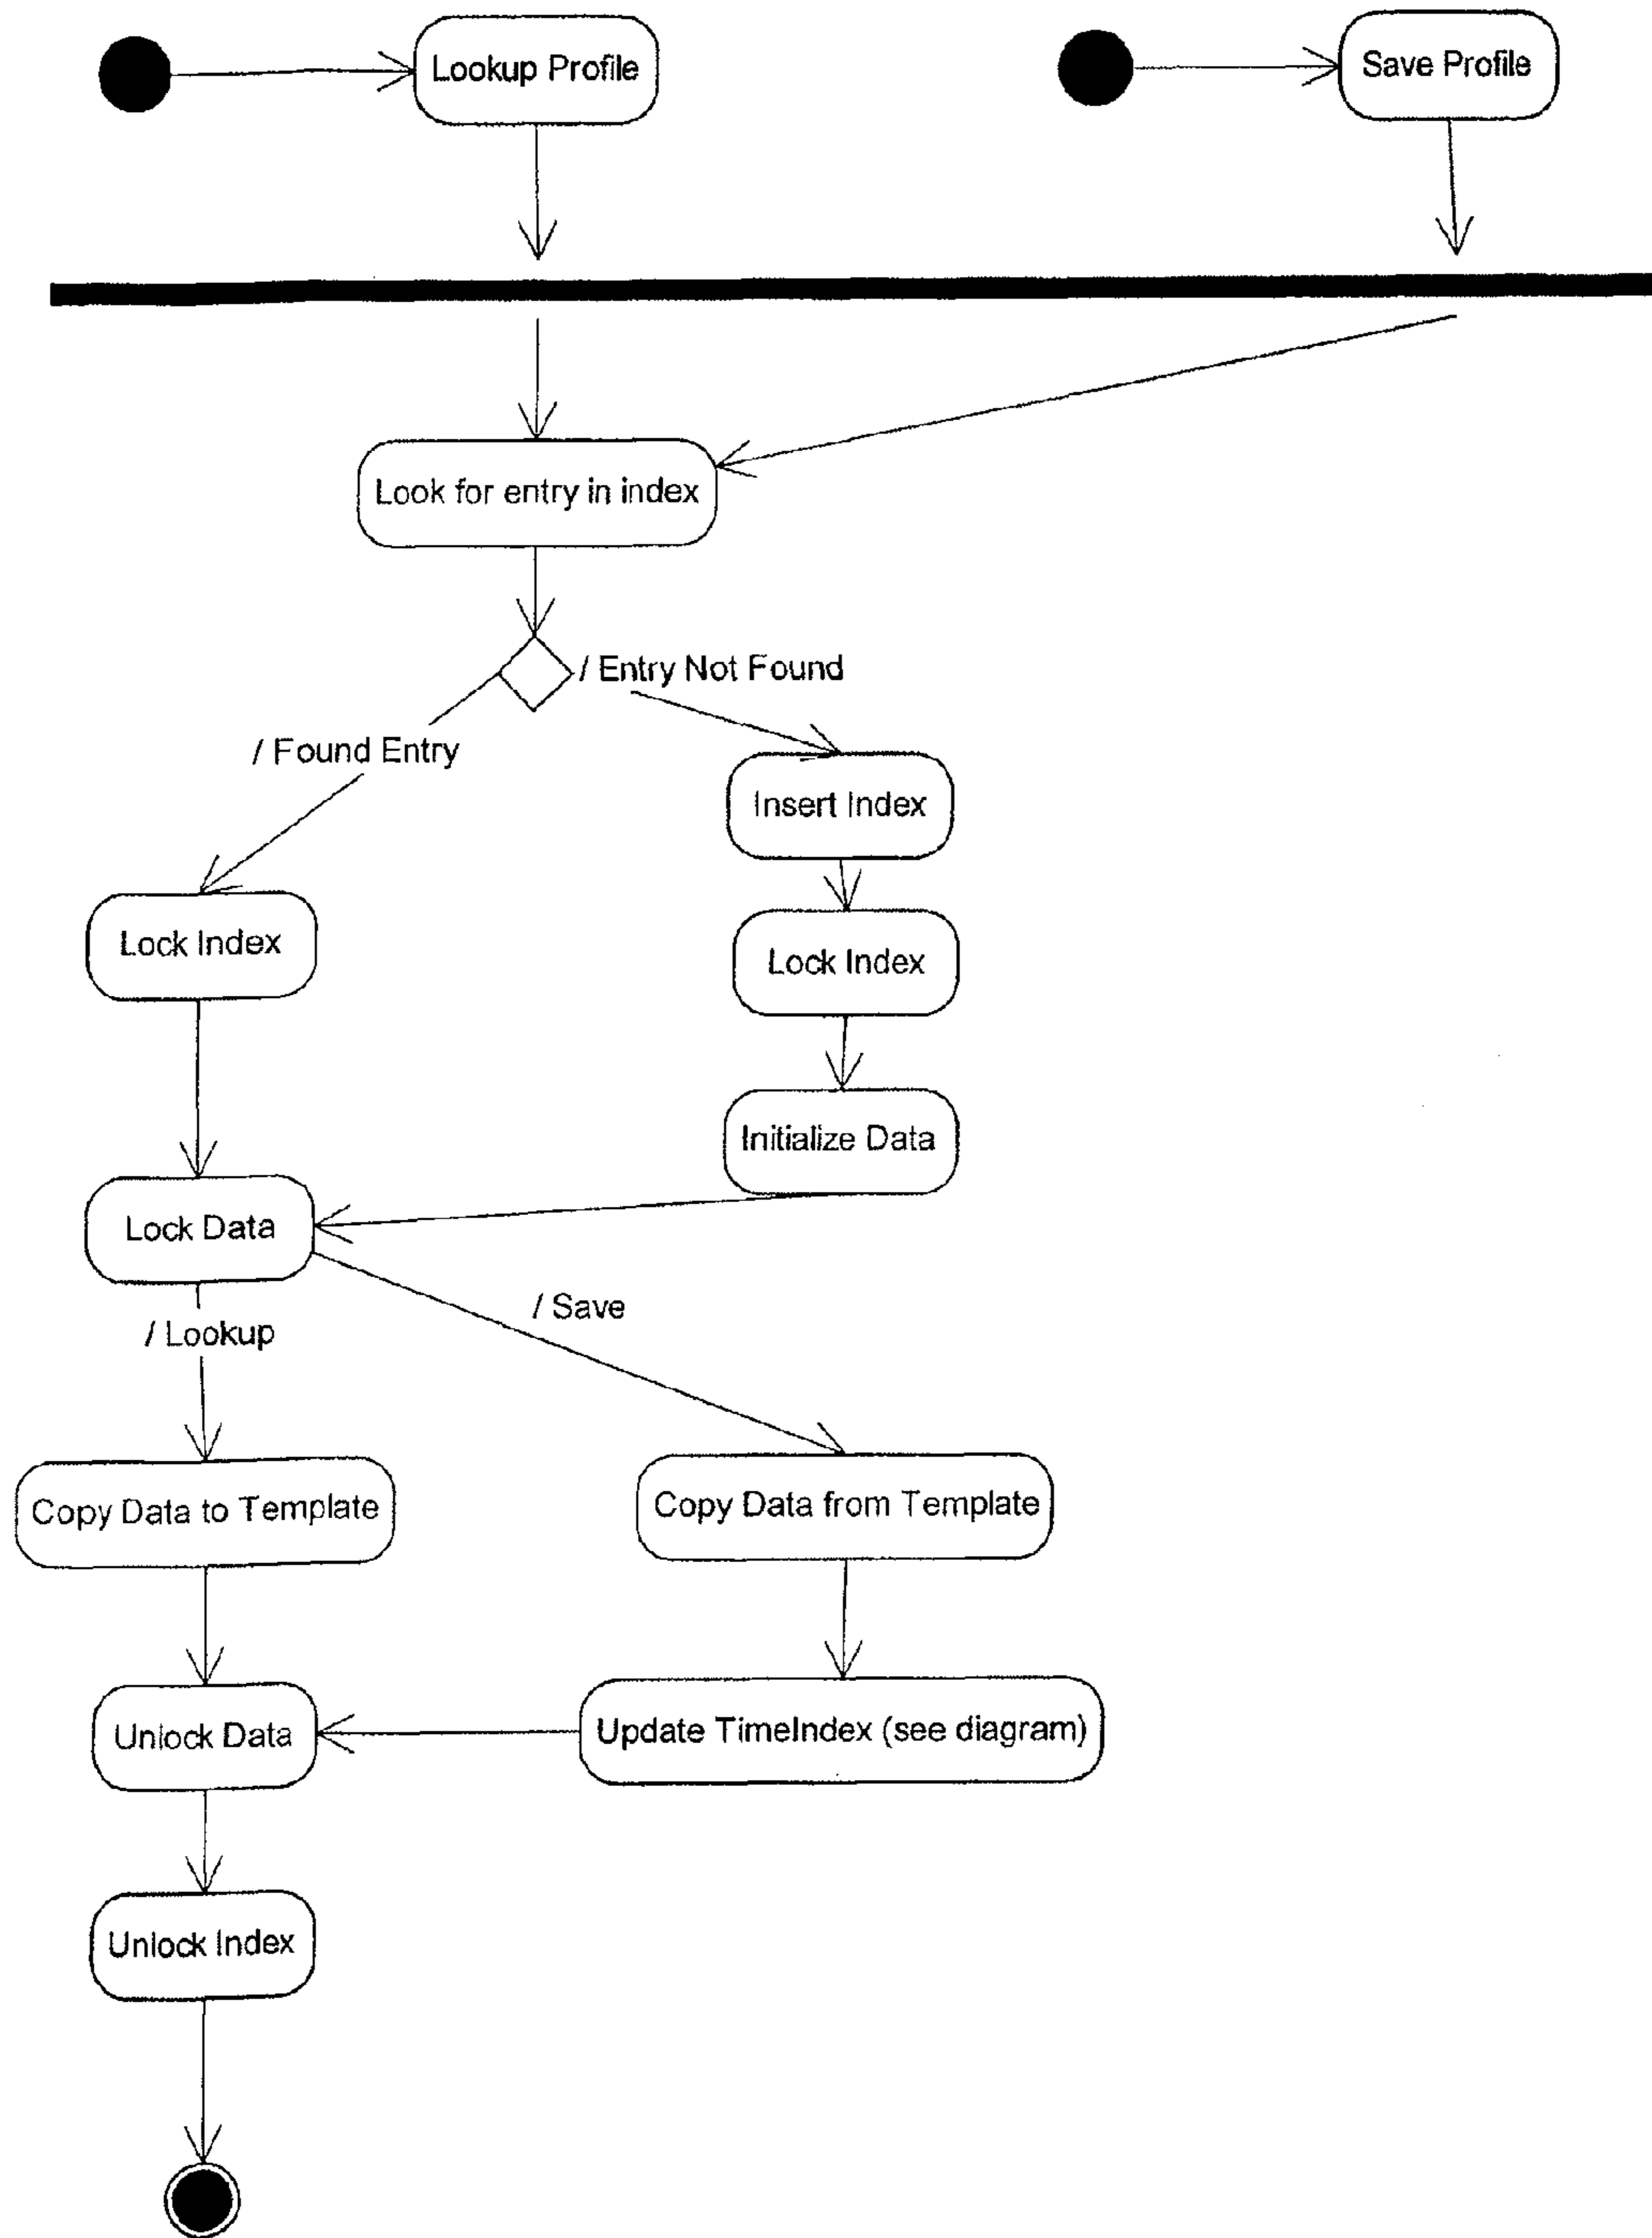 Lookup Profile
Save Profile
Look for entry in index
/ Entry Not Found
/ Found Entry
Insert Index
Lock Index
Lock Index
Initialize Data
Lock Data
/ Save
/ Lookup
Copy Data to Template
Copy Data from Template
Unlock Data
Update TimeIndex (see diagram)
Unlock Index